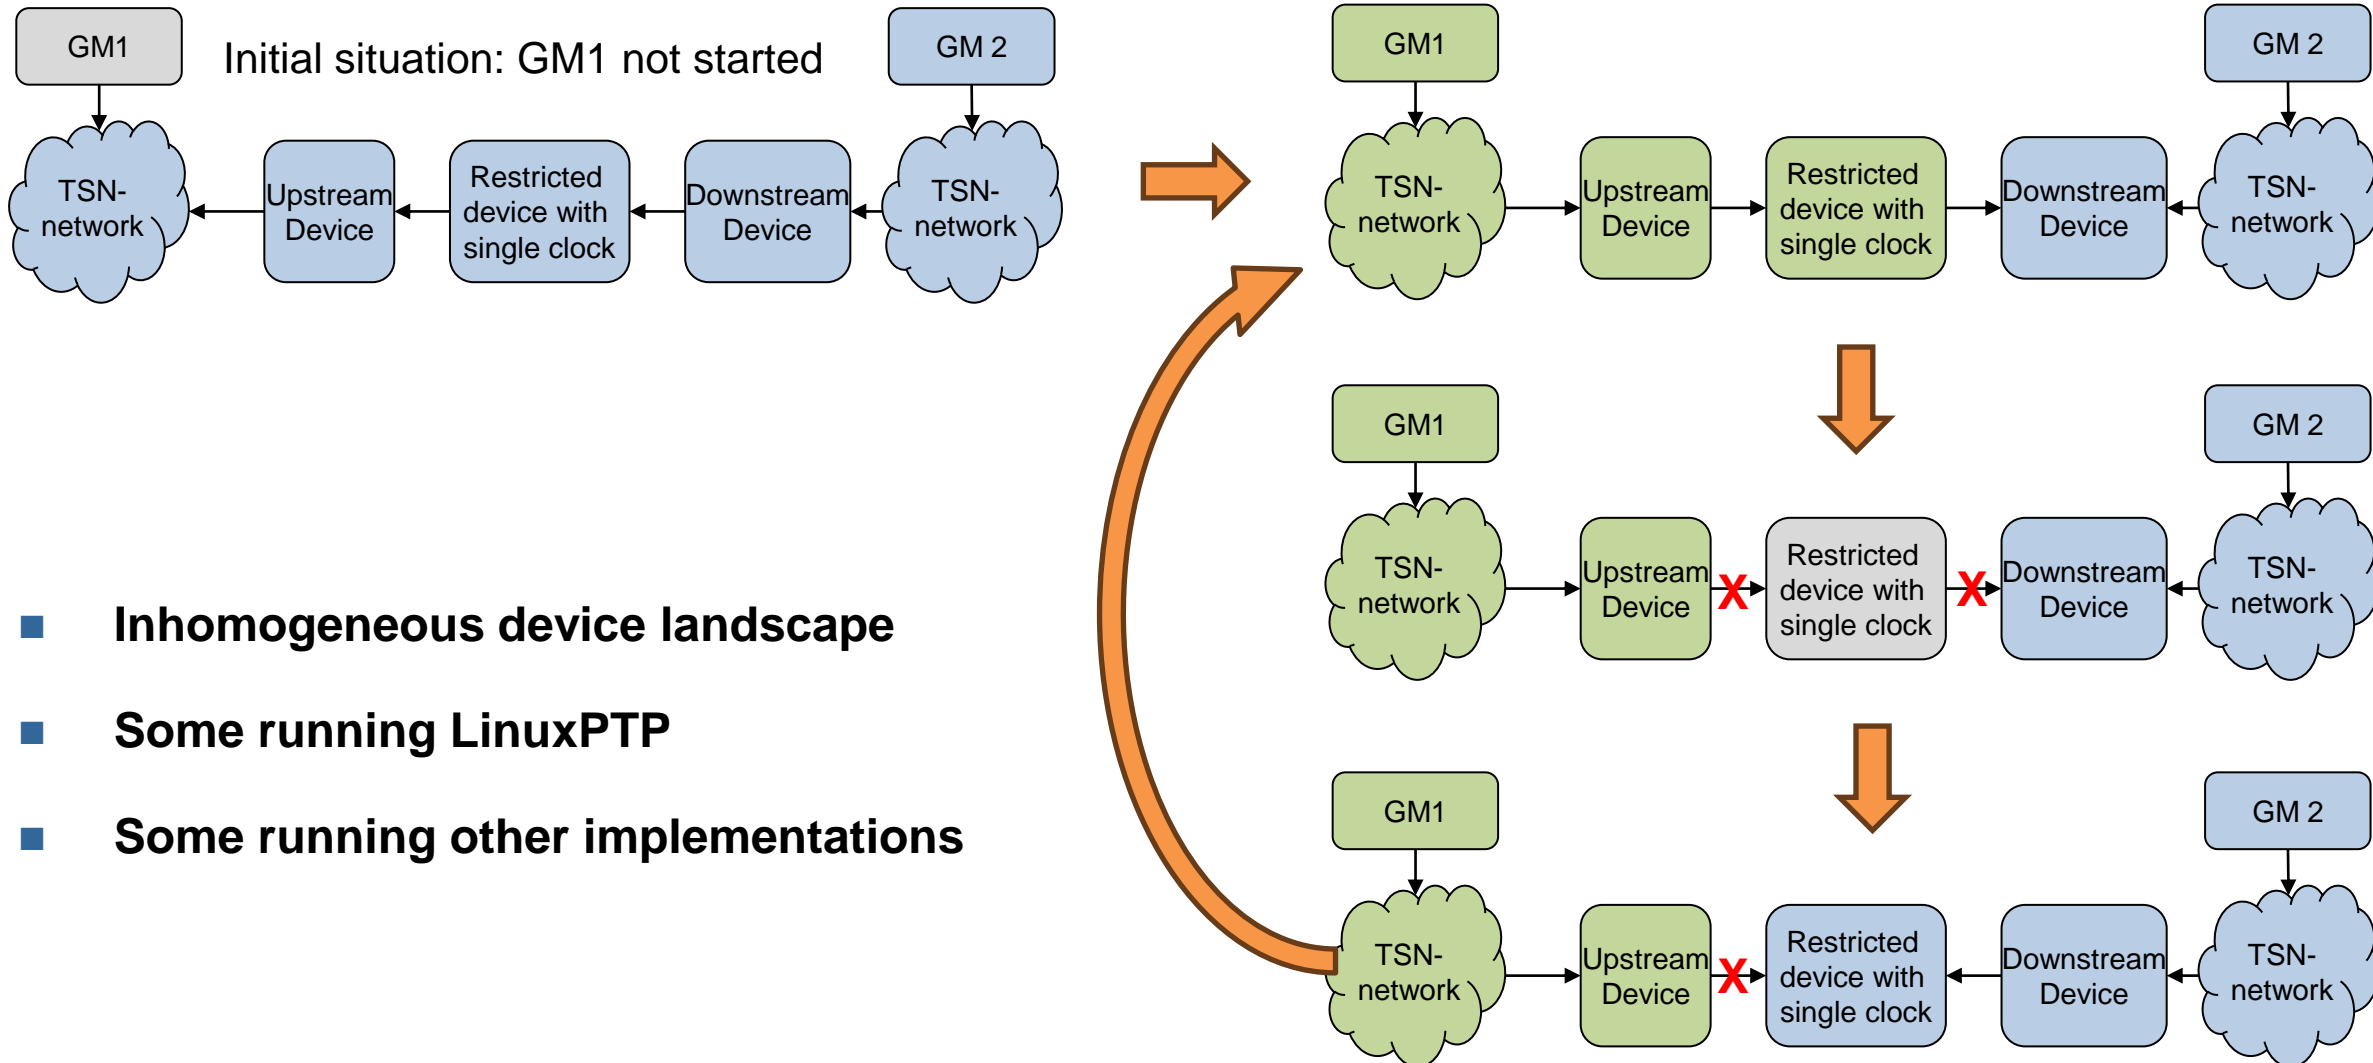 GM1
Initial situation: GM1 not started
GM 2
TSN-
network
Upstream
Device
Restricted
device with
single clock
Downstream
Device
TSN-
network
GM1
GM 2
TSN-
network
Upstream
Device
Restricted
device with
single clock
Downstream
Device
TSN-
network
GM1
GM 2
TSN-
network
Upstream
Device
X
Restricted
device with
single clock
X
Downstream
Device
TSN-
network
Inhomogeneous device landscape
Some running LinuxPTP
Some running other implementations
GM1
GM 2
TSN-
network
Upstream
Device
X
Restricted
device with
single clock
Downstream
Device
TSN-
network